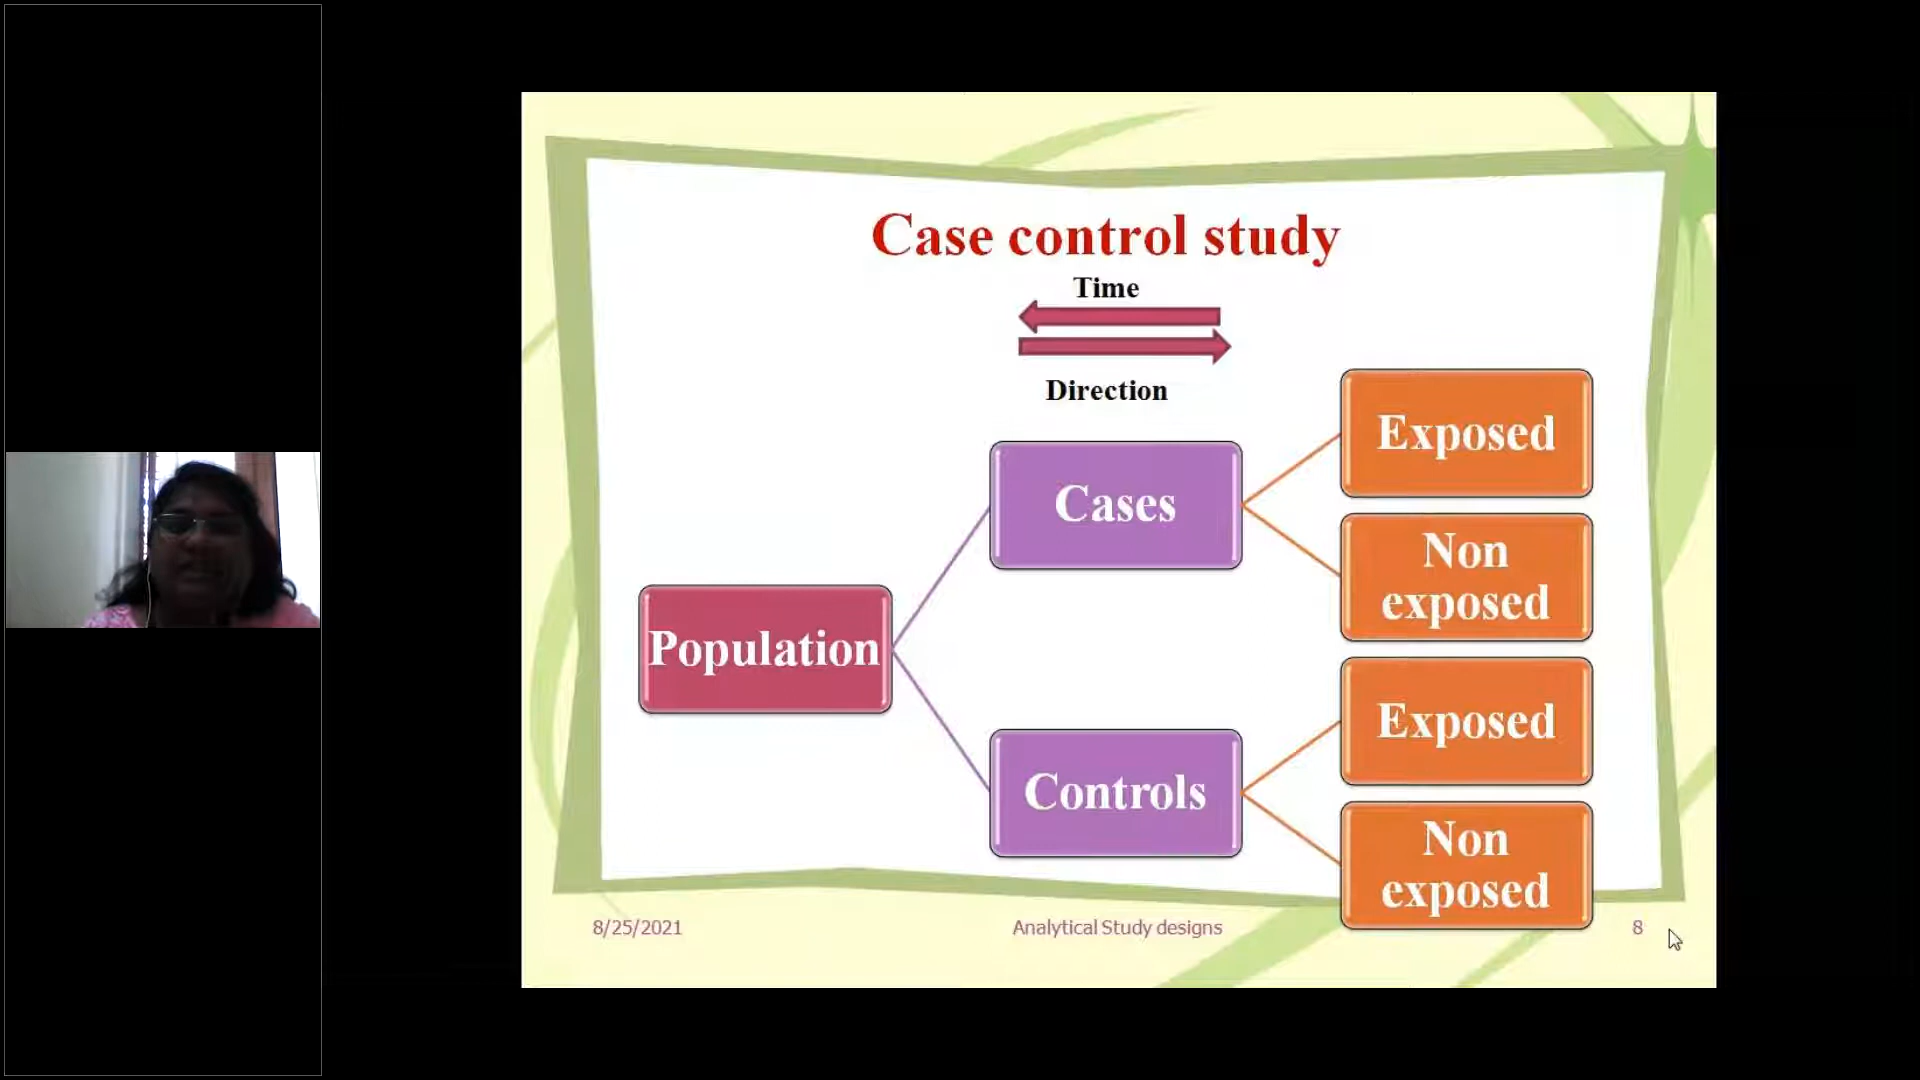 Case control study
Time
Direction
Exposed
Cases
Non
exposed
Population
Exposed
Controls
Non
exposed
8/25/2021
Analytical Study designs
8